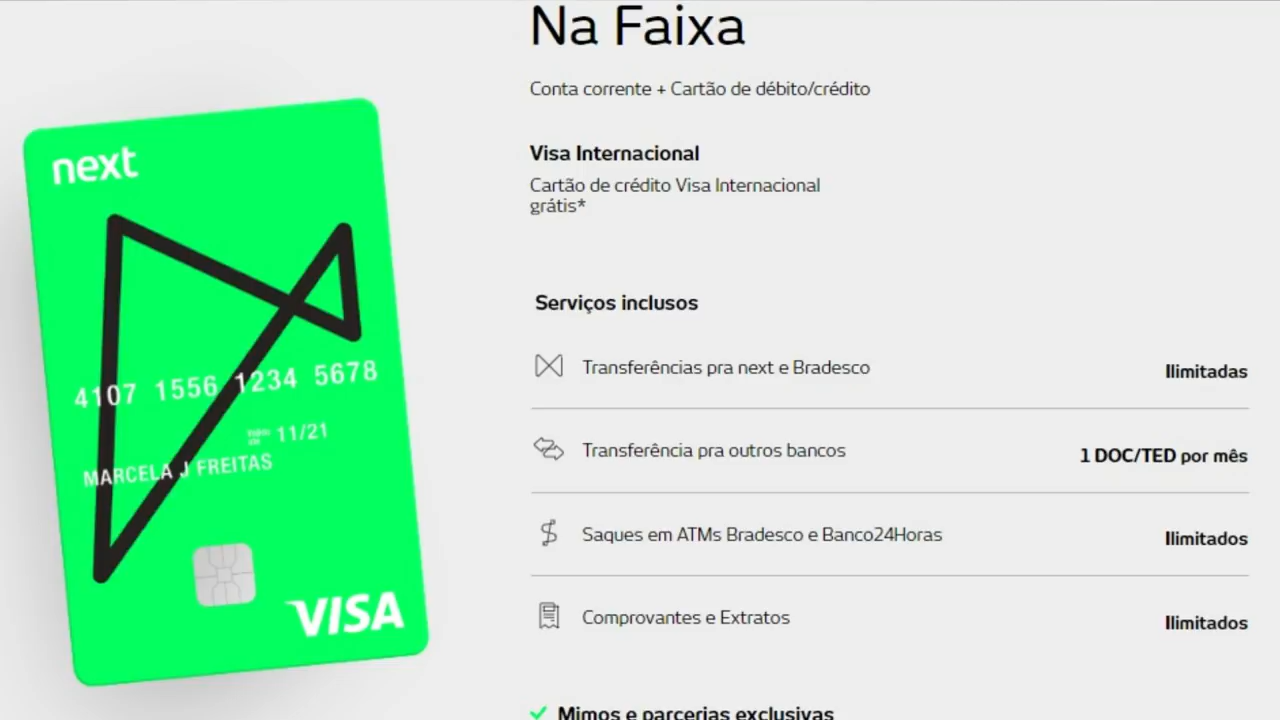 next
4107 1556 1234 5678
11/21
MARCELA J FREITAS
VISA
Na Faixa
Conta corrente + Cartão de débito/crédito
Visa Internacional
Cartão de crédito Visa Internacional
grátis*
Serviços inclusos
Transferências pra next e Bradesco
Ilimitadas
Transferência pra outros bancos
1 DOC/TED por mês
Saques em ATMs Bradesco e Banco24Horas
Ilimitados
Comprovantes e Extratos
Ilimitados
Mimos e parcerias exclusivas